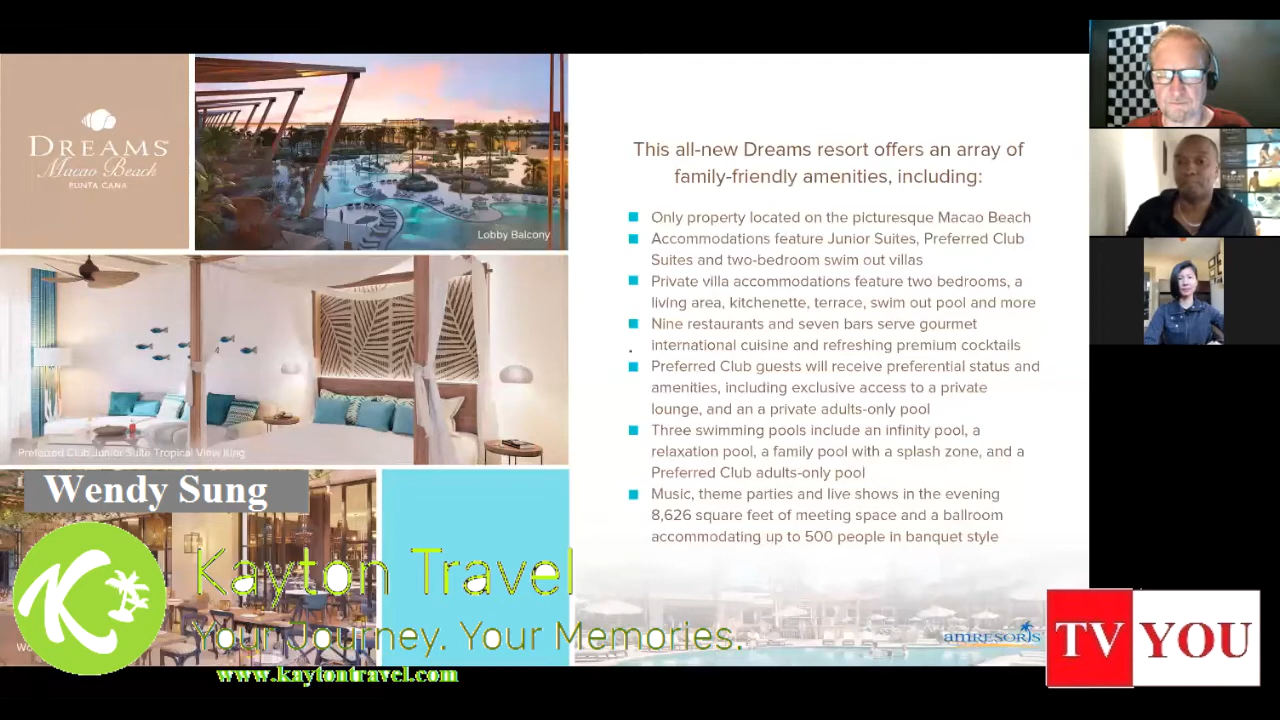 DREAMS
Macao Beach
PUNTA CANA
Lobby Balcony
Preferred Club Junior Suite Tropical View King
This all-new Dreams resort offers an array of
family-friendly amenities, including:
Only property located on the picturesque Macao Beach
Accommodations feature Junior Suites, Preferred Club
Suites and two-bedroom swim out villas
Private villa accommodations feature two bedrooms, a
living area, kitchenette, terrace, swim out pool and more
Nine restaurants and seven bars serve gourmet
international cuisine and refreshing premium cocktails
Preferred Club guests will receive preferential status and
amenities, including exclusive access to a private
lounge, and an a private adults-only pool
Three swimming pools include an infinity pool, a
relaxation pool, a family pool with a splash zone, and a
Preferred Club adults-only pool
Music, theme parties and live shows in the evening
8,626 square feet of meeting space and a ballroom
accommodating up to 500 people in banquet style
Wendy Sung
K
Kayton Travel
Your Journey. Your Memories.
www.kaytontravel.com
amRESORTS
TV YOU